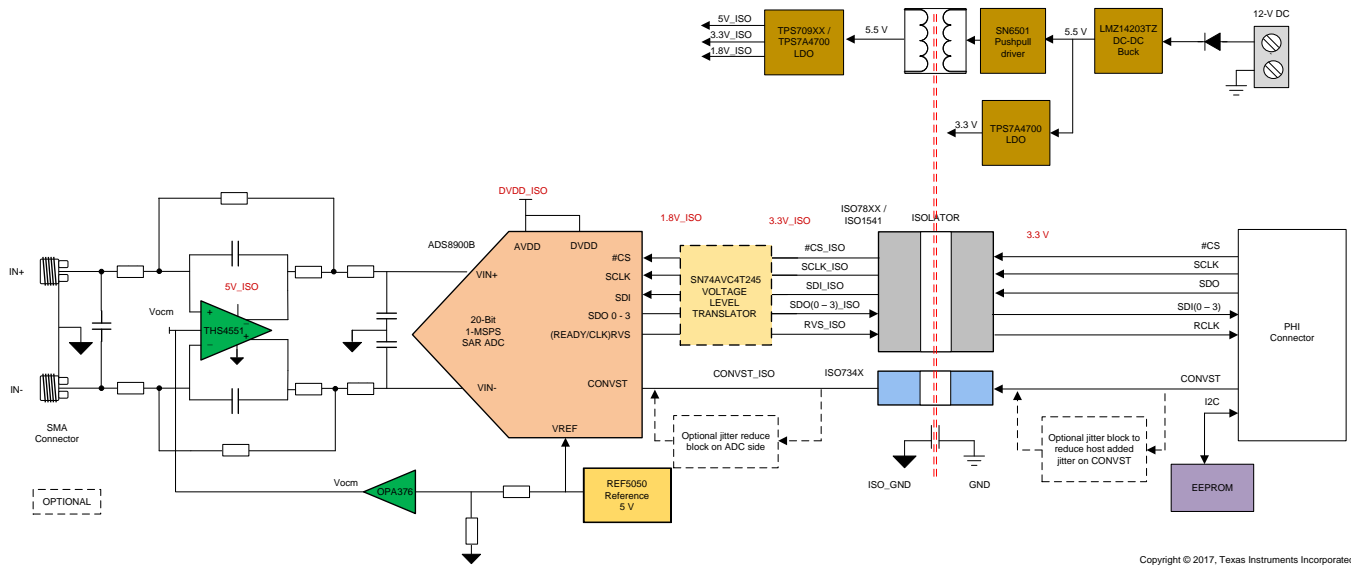 12-V DC
5V_ISO
3.3V_ISO
1.8V_ISO
TPS709XX /
TPS7A4700
LDO
5.5 V
SN6501
Pushpull
driver
5.5 V
LMZ14203TZ
DC-DC
Buck
3.3 V
TPS7A4700
LDO
DVDD_ISO
1.8V_ISO
3.3V_ISO
ISO78XX /
ISO1541
ISOLATOR
3.3 V
ADS8900B
AVDD
DVDD
IN+
5V_ISO
VIN+
#CS
SCLK
SDI
SDO 0 - 3
(READY/CLK)RVS
SN74AVC4T245
VOLTAGE
LEVEL
TRANSLATOR
#CS_ISO
SCLK_ISO
SDI_ISO
SDO(0 – 3)_ISO
RVS_ISO
#CS
SCLK
SDO
SDI(0 – 3)
RCLK
PHI
Connector
Vocm
THS4551
20-Bit
1-MSPS
SAR ADC
IN-
VIN-
CONVST
CONVST_ISO
ISO734X
CONVST
I2C
SMA
Connector
VREF
Optional jitter reduce
block on ADC side
Optional jitter block to
reduce host added
jitter on CONVST
ISO_GND
GND
Vocm
OPA376
REF5050
Reference
5 V
EEPROM
OPTIONAL
Copyright © 2017, Texas Instruments Incorporated